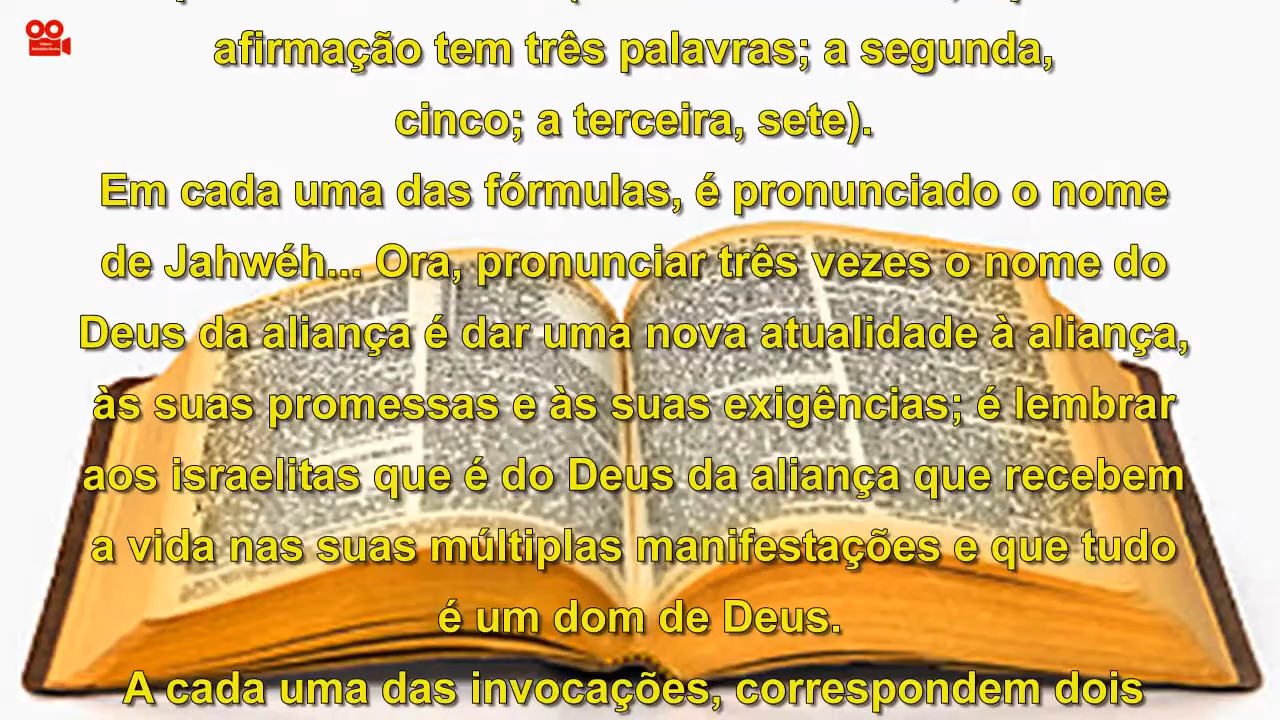 afirmação tem três palavras; a segunda,
cinco; a terceira, sete).
Em cada uma das fórmulas, é pronunciado o nome
de Jahwéh... Ora, pronunciar três vezes o nome do
Deus da aliança é dar uma nova atualidade à aliança,
às suas promessas e às suas exigências; é lembrar
aos israelitas que é do Deus da aliança que recebem
a vida nas suas múltiplas manifestações e que tudo
é um dom de Deus.
A cada uma das invocações, correspondem dois